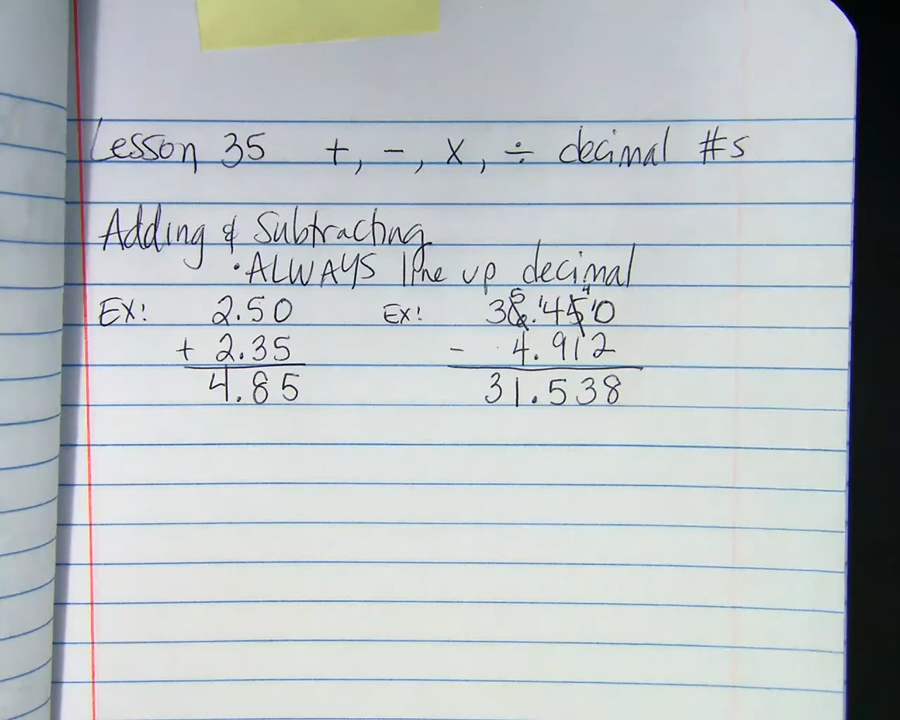 Lesson 35 +, -, x, ÷ decimal #s
Adding & Subtracting
· ALWAYS line up decimal
EX: 2.50 EX: 36.450
+ 2.35 - 4.912
4.85 31.538